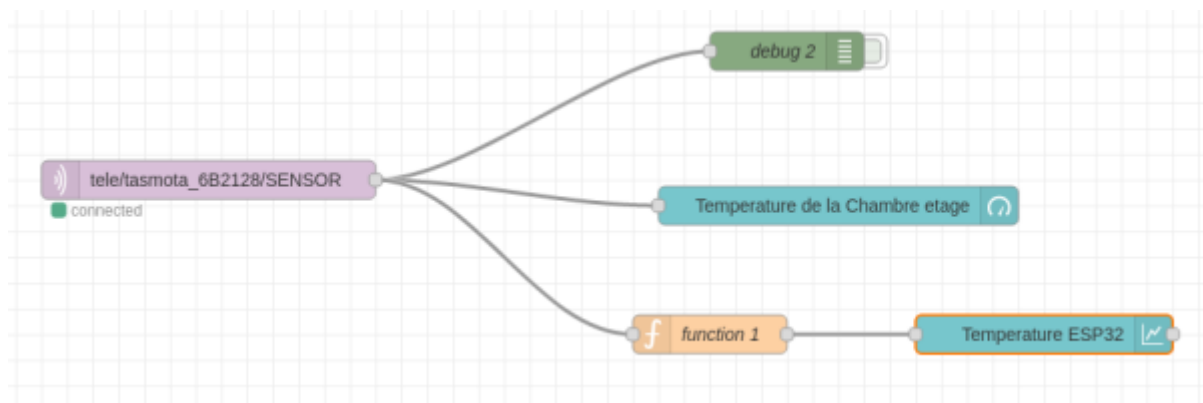 debug 2
tele/tasmota_6B2128/SENSOR
connected
Temperature de la Chambre etage
function 1
Temperature ESP32